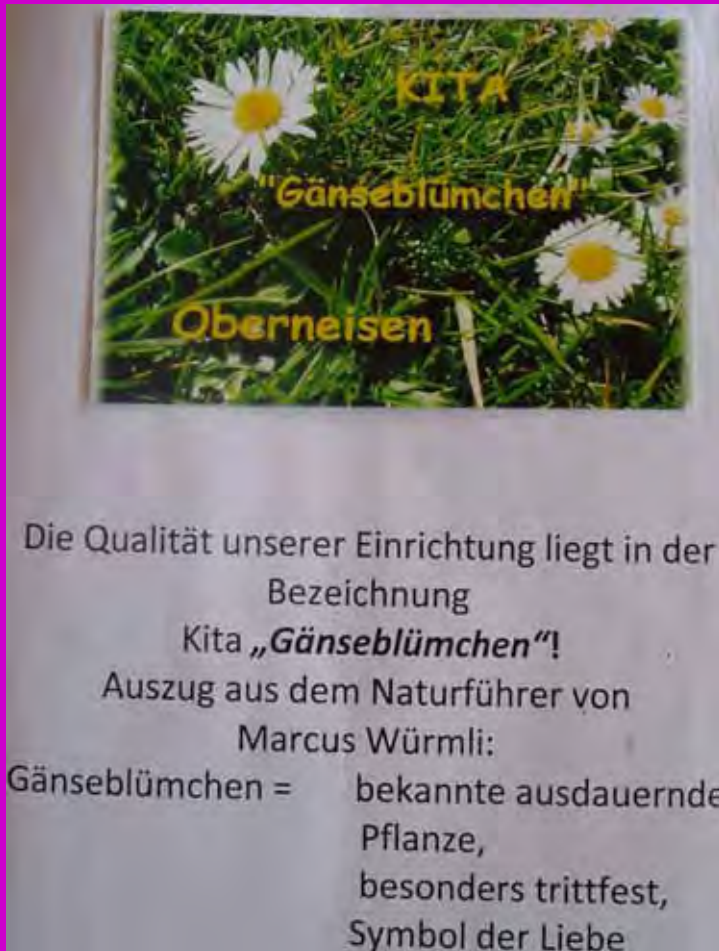 KITA
"Gänseblümchen"
Oberneisen
Die Qualität unserer Einrichtung liegt in der
Bezeichnung
Kita „Gänseblümchen“!
Auszug aus dem Naturführer von
Marcus Würmli:
Gänseblümchen = bekannte ausdauernde
Pflanze,
besonders trittfest,
Symbol der Liebe